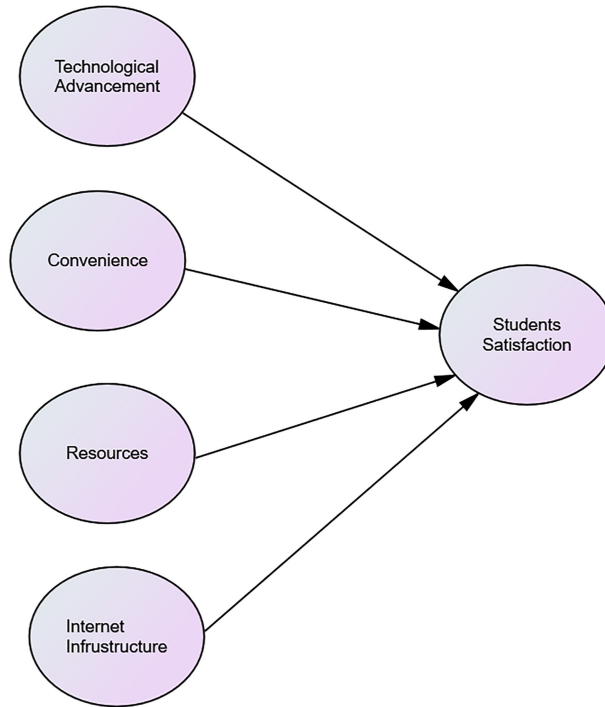 Technological
Advancement
Convenience
Students
Satisfaction
Resources
Internet
Infrustructure